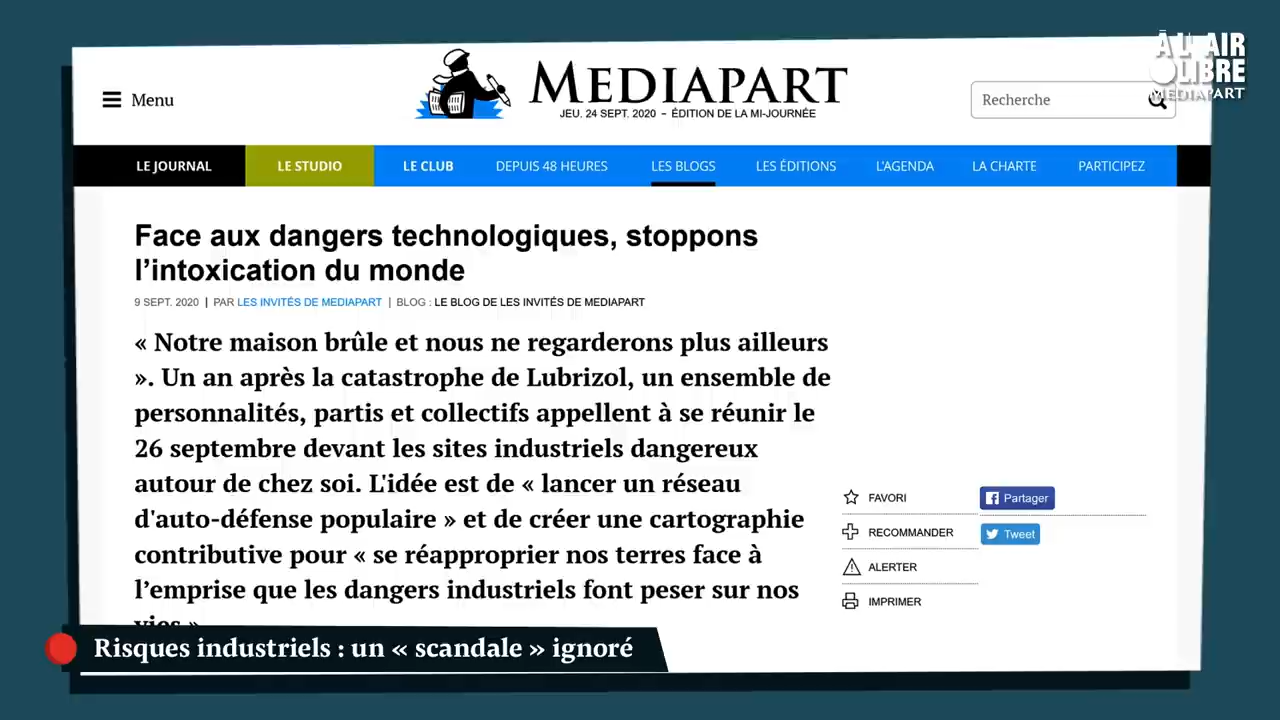 À L'AIR
LIBRE
MEDIAPART
Menu
MEDIAPART
JEU. 24 SEPT. 2020 – ÉDITION DE LA MI-JOURNÉE
Recherche
LE JOURNAL LE STUDIO LE CLUB DEPUIS 48 HEURES LES BLOGS LES ÉDITIONS L'AGENDA LA CHARTE PARTICIPEZ
Face aux dangers technologiques, stoppons
l'intoxication du monde
9 SEPT. 2020 | PAR LES INVITÉS DE MEDIAPART | BLOG : LE BLOG DE LES INVITÉS DE MEDIAPART
« Notre maison brûle et nous ne regarderons plus ailleurs
». Un an après la catastrophe de Lubrizol, un ensemble de
personnalités, partis et collectifs appellent à se réunir le
26 septembre devant les sites industriels dangereux
autour de chez soi. L'idée est de « lancer un réseau
d'auto-défense populaire » et de créer une cartographie
contributive pour « se réapproprier nos terres face à
l'emprise que les dangers industriels font peser sur nos
vies »
FAVORI
RECOMMANDER
ALERTER
IMPRIMER
Partager
Tweet
Risques industriels : un « scandale » ignoré